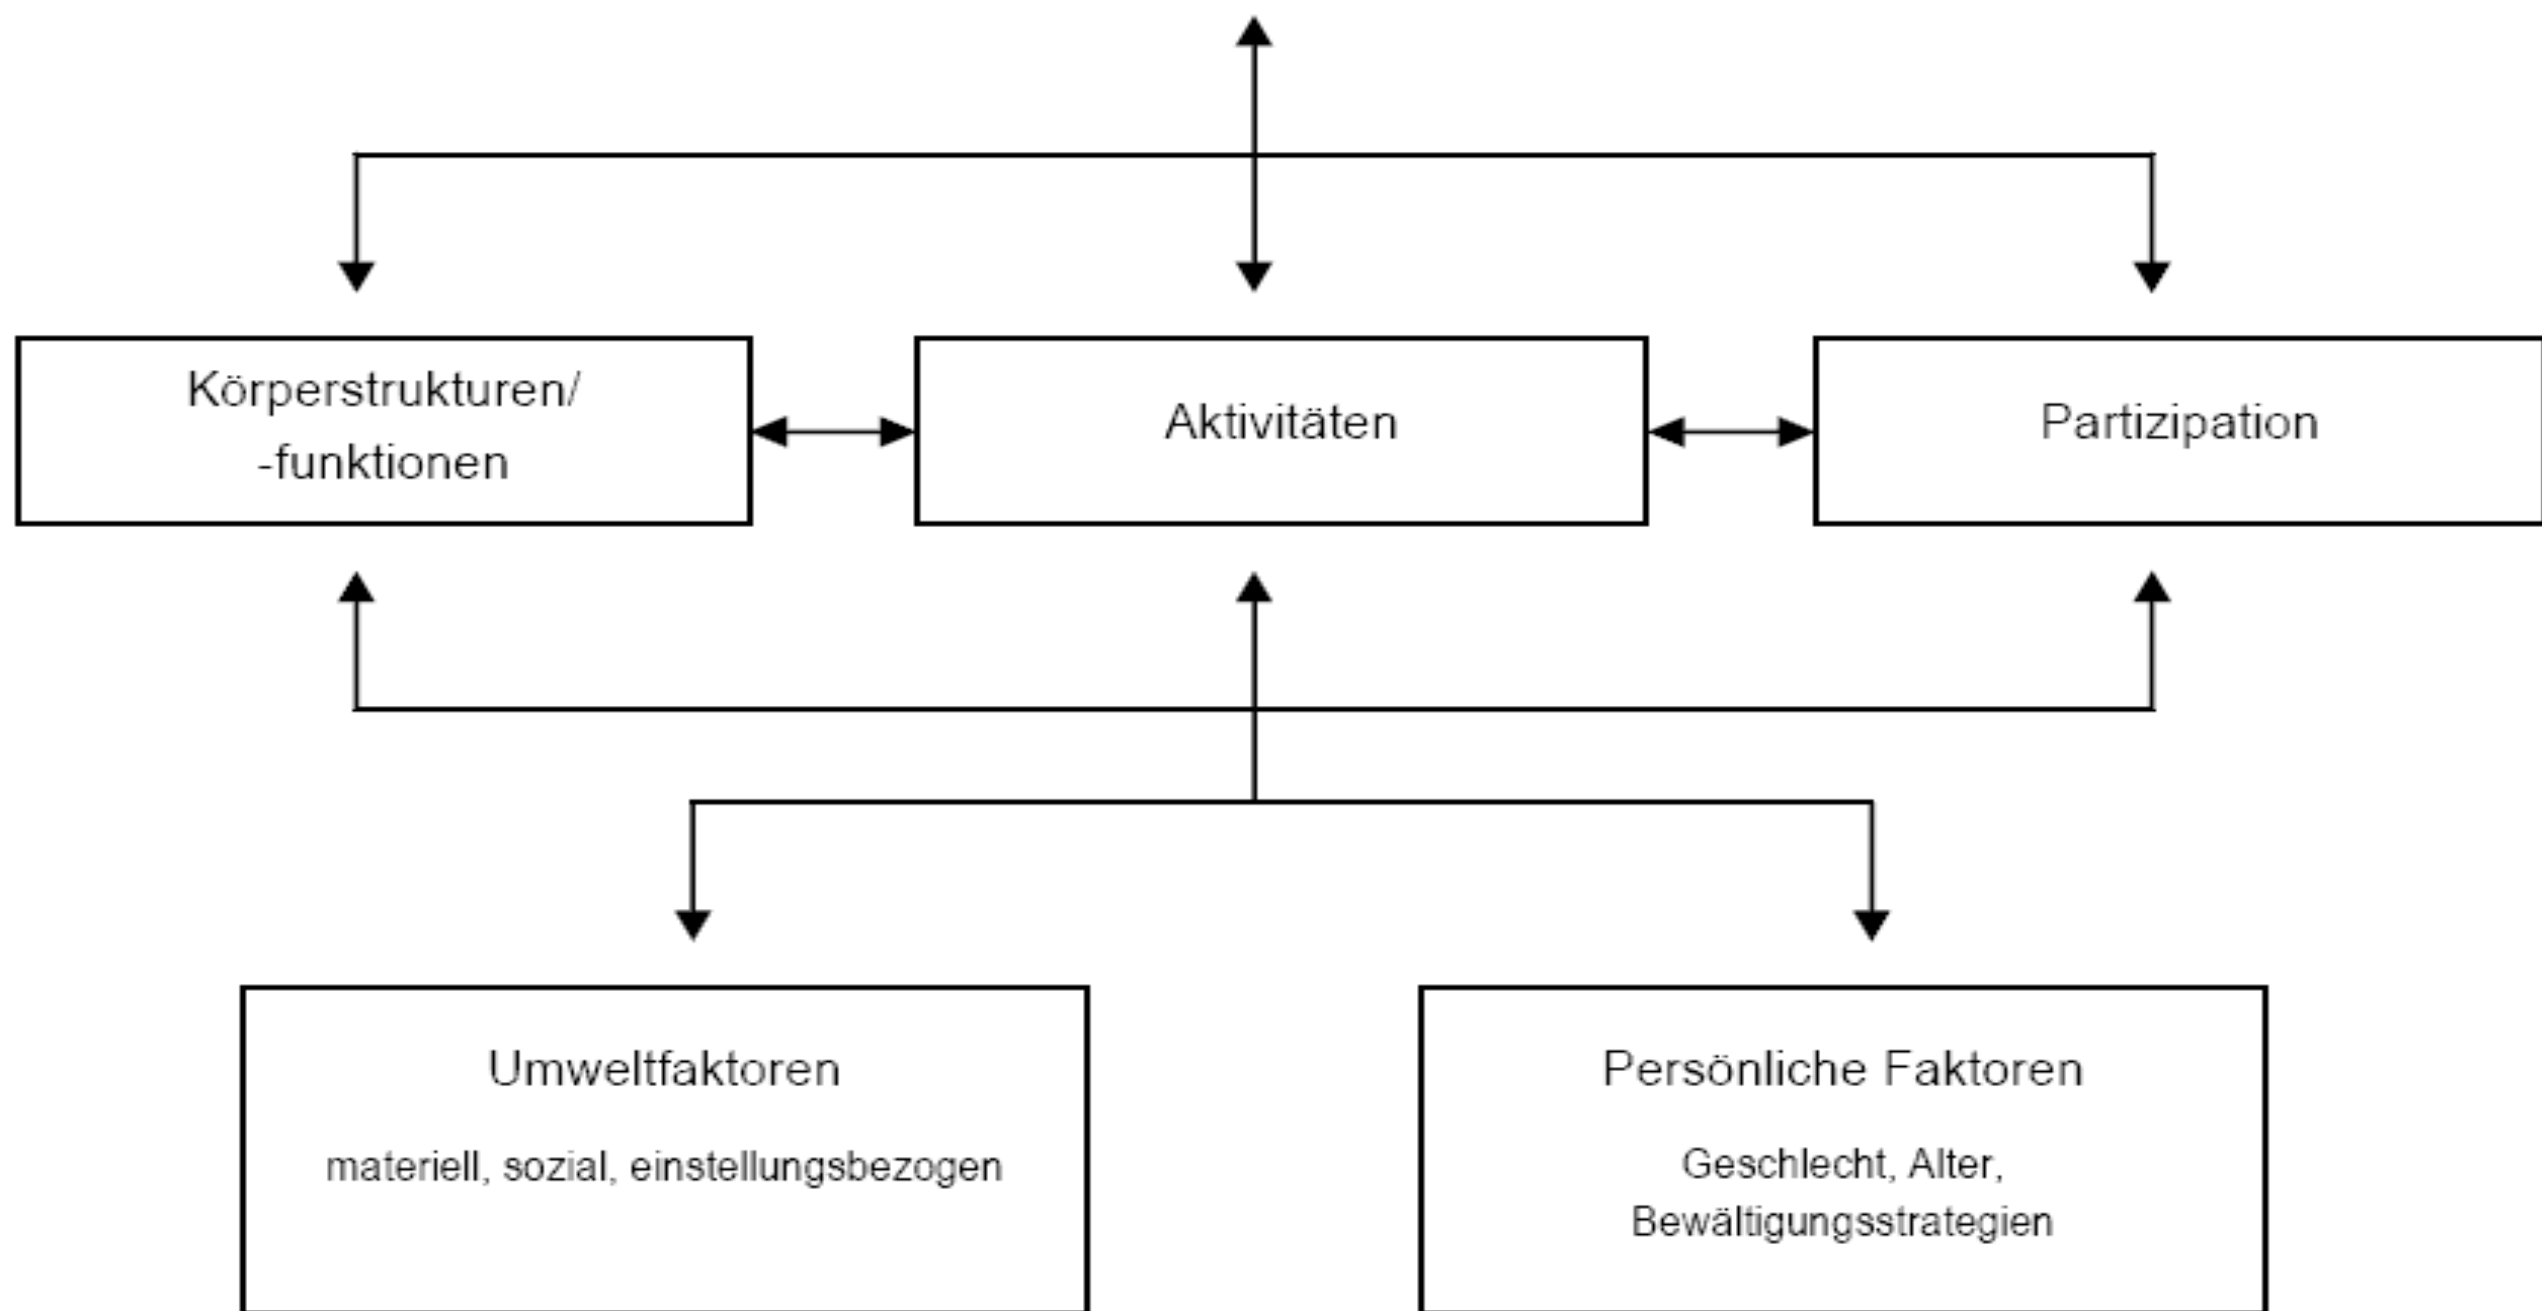 Körperstrukturen/
-funktionen
Aktivitäten
Partizipation
Umweltfaktoren
materiell, sozial, einstellungsbezogen
Persönliche Faktoren
Geschlecht, Alter,
Bewältigungsstrategien